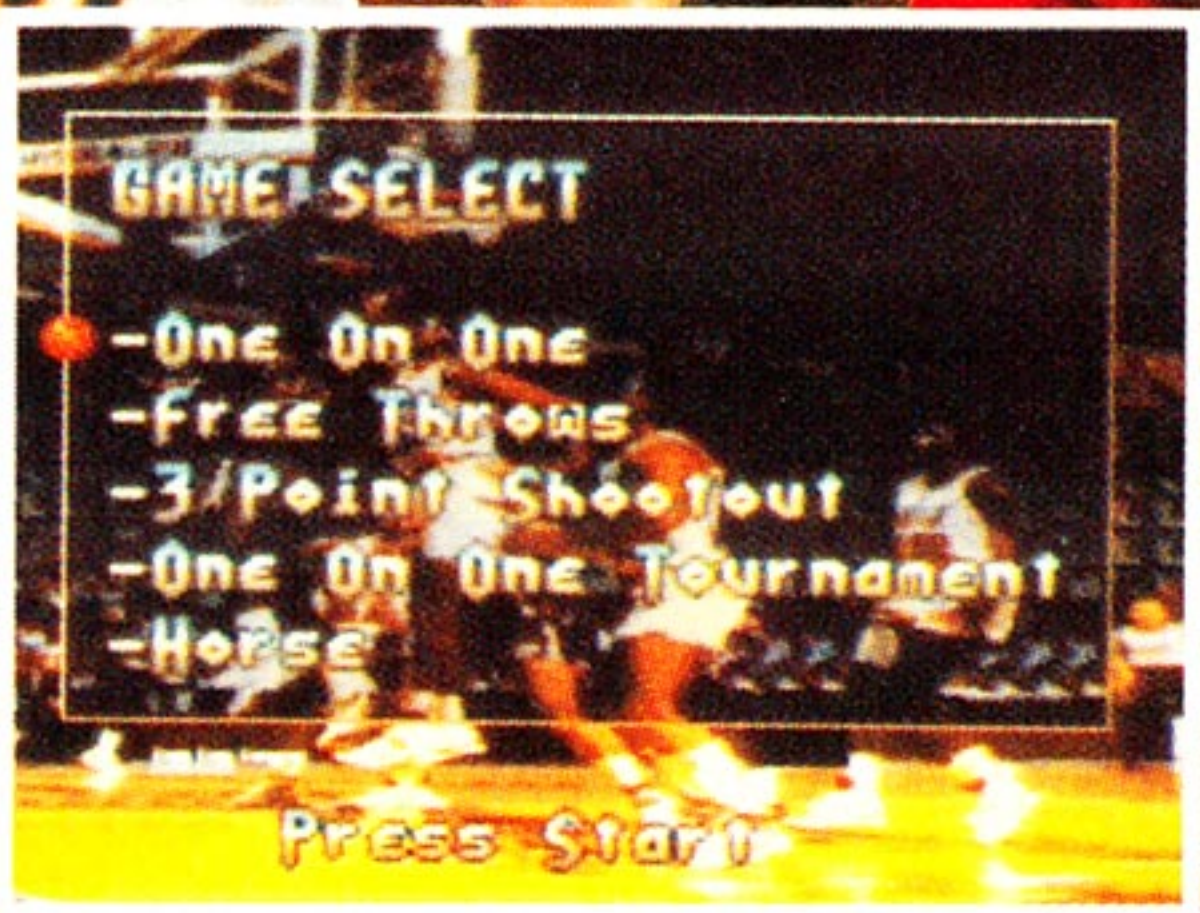 GAME SELECT
-One On One
-Free Throws
-3/Point Shootout
-One On One Tournament
-Horse
Press Start